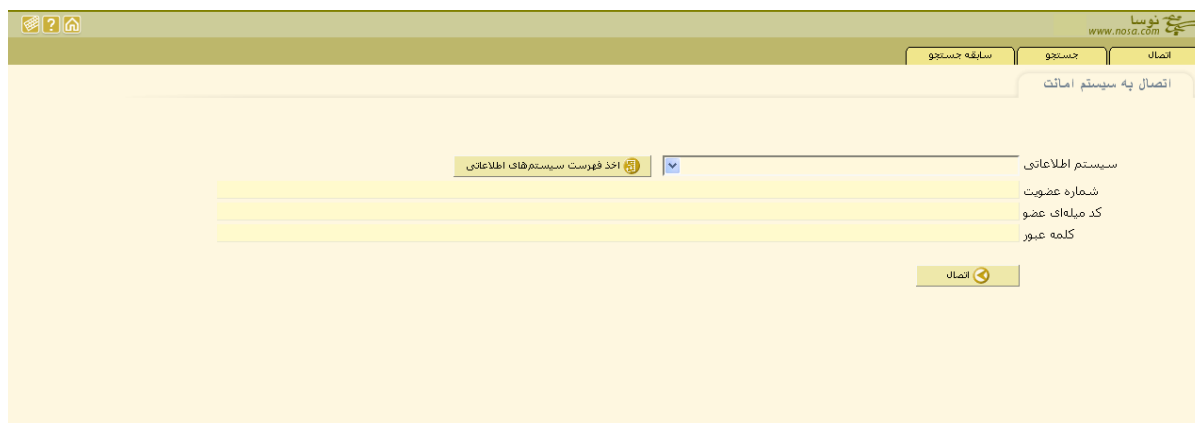 نوسا
www.nosa.com
اتصال
جستجو
سابقه جستجو
اتصال به سیستم امانت
سیستم اطلاعاتی
اخذ فهرست سیستم‌های اطلاعاتی
شماره عضویت
کد میله‌ای عضو
کلمه عبور
اتصال